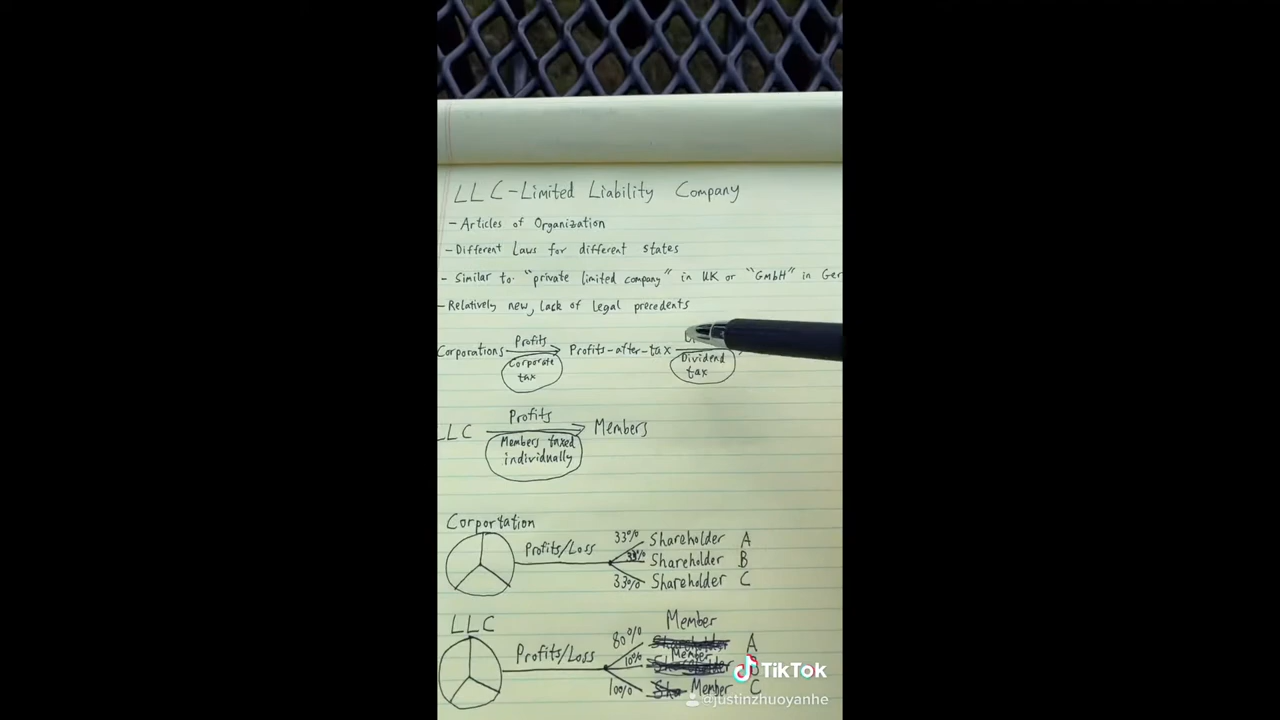 LLC-Limited Liability Company
- Articles of Organization
- Different Laws for different states
- Similar to "private limited company" in UK or "GmbH" in Ger
- Relatively new, lack of legal precedents
Profits
Corporations Profits-after-tax
Corporate tax
Dividend tax
Profits
LLC Members
Members taxed
individually
Corportation
33% Shareholder A
Profits/Loss 33% Shareholder B
33% Shareholder C
LLC
Member
80% A
Profits/Loss 10% Member
10% Member C
TikTok
@justinzhuoyanhe